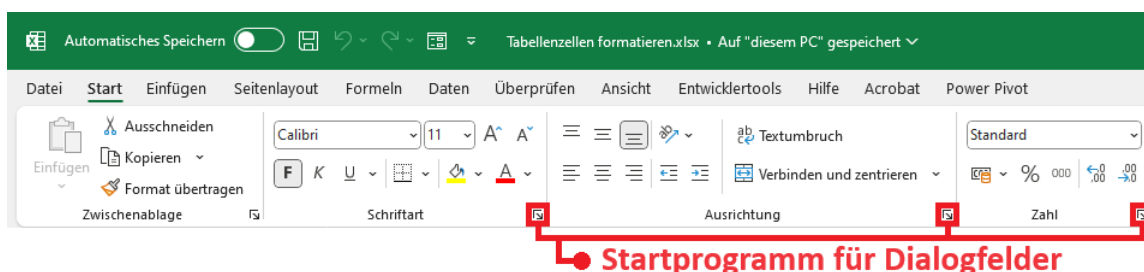 Automatisches Speichern Tabellenzellen formatieren.xlsx • Auf "diesem PC" gespeichert
Datei Start Einfügen Seitenlayout Formeln Daten Überprüfen Ansicht Entwicklertools Hilfe Acrobat Power Pivot
Einfügen
Ausschneiden
Kopieren
Format übertragen
Zwischenablage
Calibri 11 A A
F K U A
Schriftart
ab Textumbruch
Verbinden und zentrieren
Ausrichtung
Standard
% 000
Zahl
Startprogramm für Dialogfelder